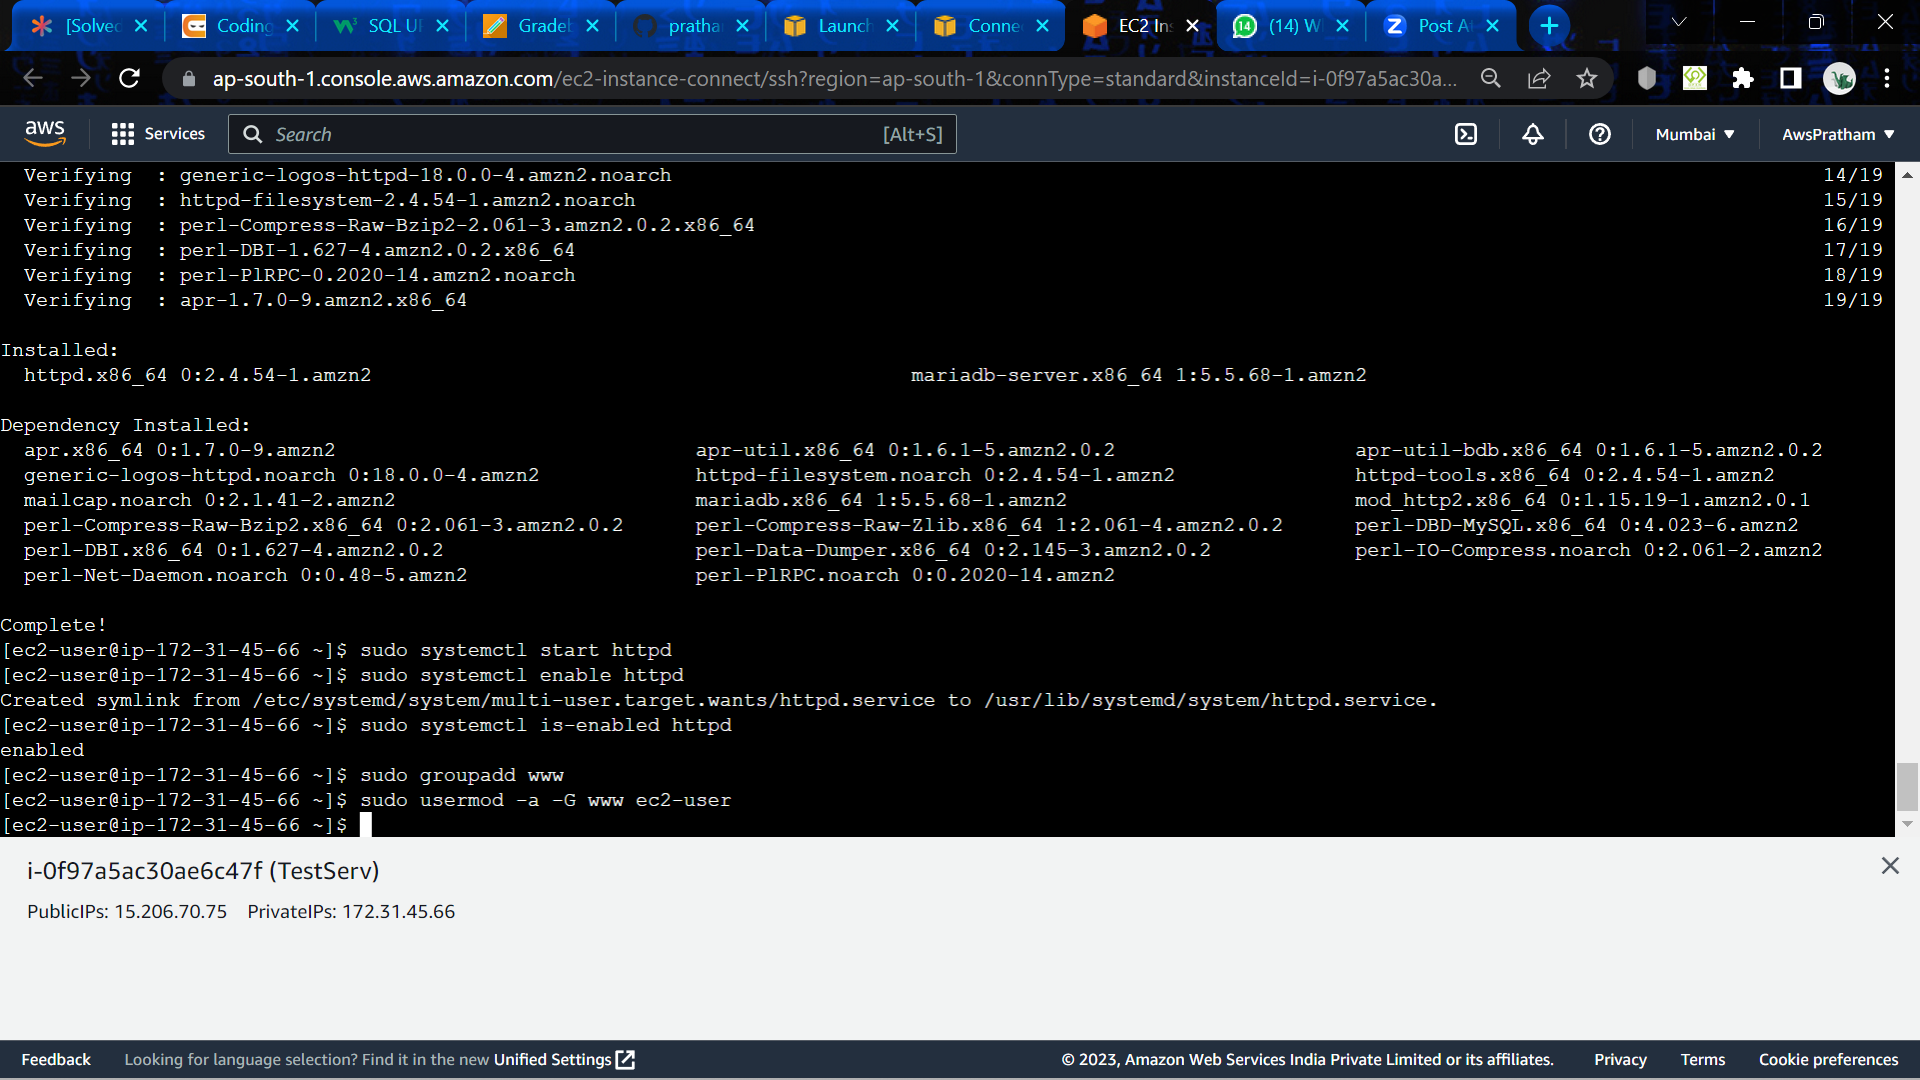 [Solved Coding SQL UP Grade prathan Launch Connec EC2 Ins (14) W Post A
ap-south-1.console.aws.amazon.com/ec2-instance-connect/ssh?region=ap-south-1&connType=standard&instanceId=i-0f97a5ac30a...
aws Services Search [Alt+S] Mumbai AwsPratham
Verifying : generic-logos-httpd-18.0.0-4.amzn2.noarch 14/19
Verifying : httpd-filesystem-2.4.54-1.amzn2.noarch 15/19
Verifying : perl-Compress-Raw-Bzip2-2.061-3.amzn2.0.2.x86_64 16/19
Verifying : perl-DBI-1.627-4.amzn2.0.2.x86_64 17/19
Verifying : perl-PlRPC-0.2020-14.amzn2.noarch 18/19
Verifying : apr-1.7.0-9.amzn2.x86_64 19/19
Installed:
httpd.x86_64 0:2.4.54-1.amzn2 mariadb-server.x86_64 1:5.5.68-1.amzn2
Dependency Installed:
apr.x86_64 0:1.7.0-9.amzn2 apr-util.x86_64 0:1.6.1-5.amzn2.0.2 apr-util-bdb.x86_64 0:1.6.1-5.amzn2.0.2
generic-logos-httpd.noarch 0:18.0.0-4.amzn2 httpd-filesystem.noarch 0:2.4.54-1.amzn2 httpd-tools.x86_64 0:2.4.54-1.amzn2
mailcap.noarch 0:2.1.41-2.amzn2 mariadb.x86_64 1:5.5.68-1.amzn2 mod_http2.x86_64 0:1.15.19-1.amzn2.0.1
perl-Compress-Raw-Bzip2.x86_64 0:2.061-3.amzn2.0.2 perl-Compress-Raw-Zlib.x86_64 1:2.061-4.amzn2.0.2 perl-DBD-MySQL.x86_64 0:4.023-6.amzn2
perl-DBI.x86_64 0:1.627-4.amzn2.0.2 perl-Data-Dumper.x86_64 0:2.145-3.amzn2.0.2 perl-IO-Compress.noarch 0:2.061-2.amzn2
perl-Net-Daemon.noarch 0:0.48-5.amzn2 perl-PlRPC.noarch 0:0.2020-14.amzn2
Complete!
[ec2-user@ip-172-31-45-66 ~]$ sudo systemctl start httpd
[ec2-user@ip-172-31-45-66 ~]$ sudo systemctl enable httpd
Created symlink from /etc/systemd/system/multi-user.target.wants/httpd.service to /usr/lib/systemd/system/httpd.service.
[ec2-user@ip-172-31-45-66 ~]$ sudo systemctl is-enabled httpd
enabled
[ec2-user@ip-172-31-45-66 ~]$ sudo groupadd www
[ec2-user@ip-172-31-45-66 ~]$ sudo usermod -a -G www ec2-user
[ec2-user@ip-172-31-45-66 ~]$
i-0f97a5ac30ae6c47f (TestServ)
PublicIPs: 15.206.70.75 PrivateIPs: 172.31.45.66
Feedback Looking for language selection? Find it in the new Unified Settings © 2023, Amazon Web Services India Private Limited or its affiliates. Privacy Terms Cookie preferences